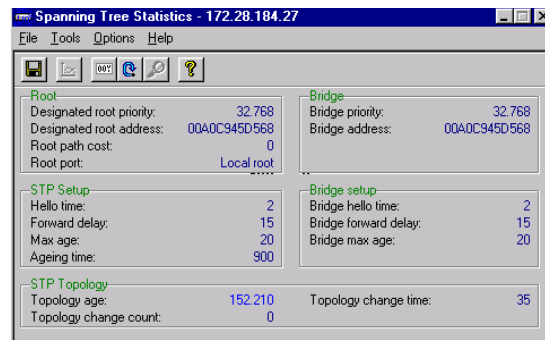 Spanning Tree Statistics - 172.28.184.27
File Tools Options Help
Root
Designated root priority: 32.768
Designated root address: 00A0C945D568
Root path cost: 0
Root port: Local root
Bridge
Bridge priority: 32.768
Bridge address: 00A0C945D568
STP Setup
Hello time: 2
Forward delay: 15
Max age: 20
Ageing time: 900
Bridge setup
Bridge hello time: 2
Bridge forward delay: 15
Bridge max age: 20
STP Topology
Topology age: 152.210
Topology change count: 0
Topology change time: 35